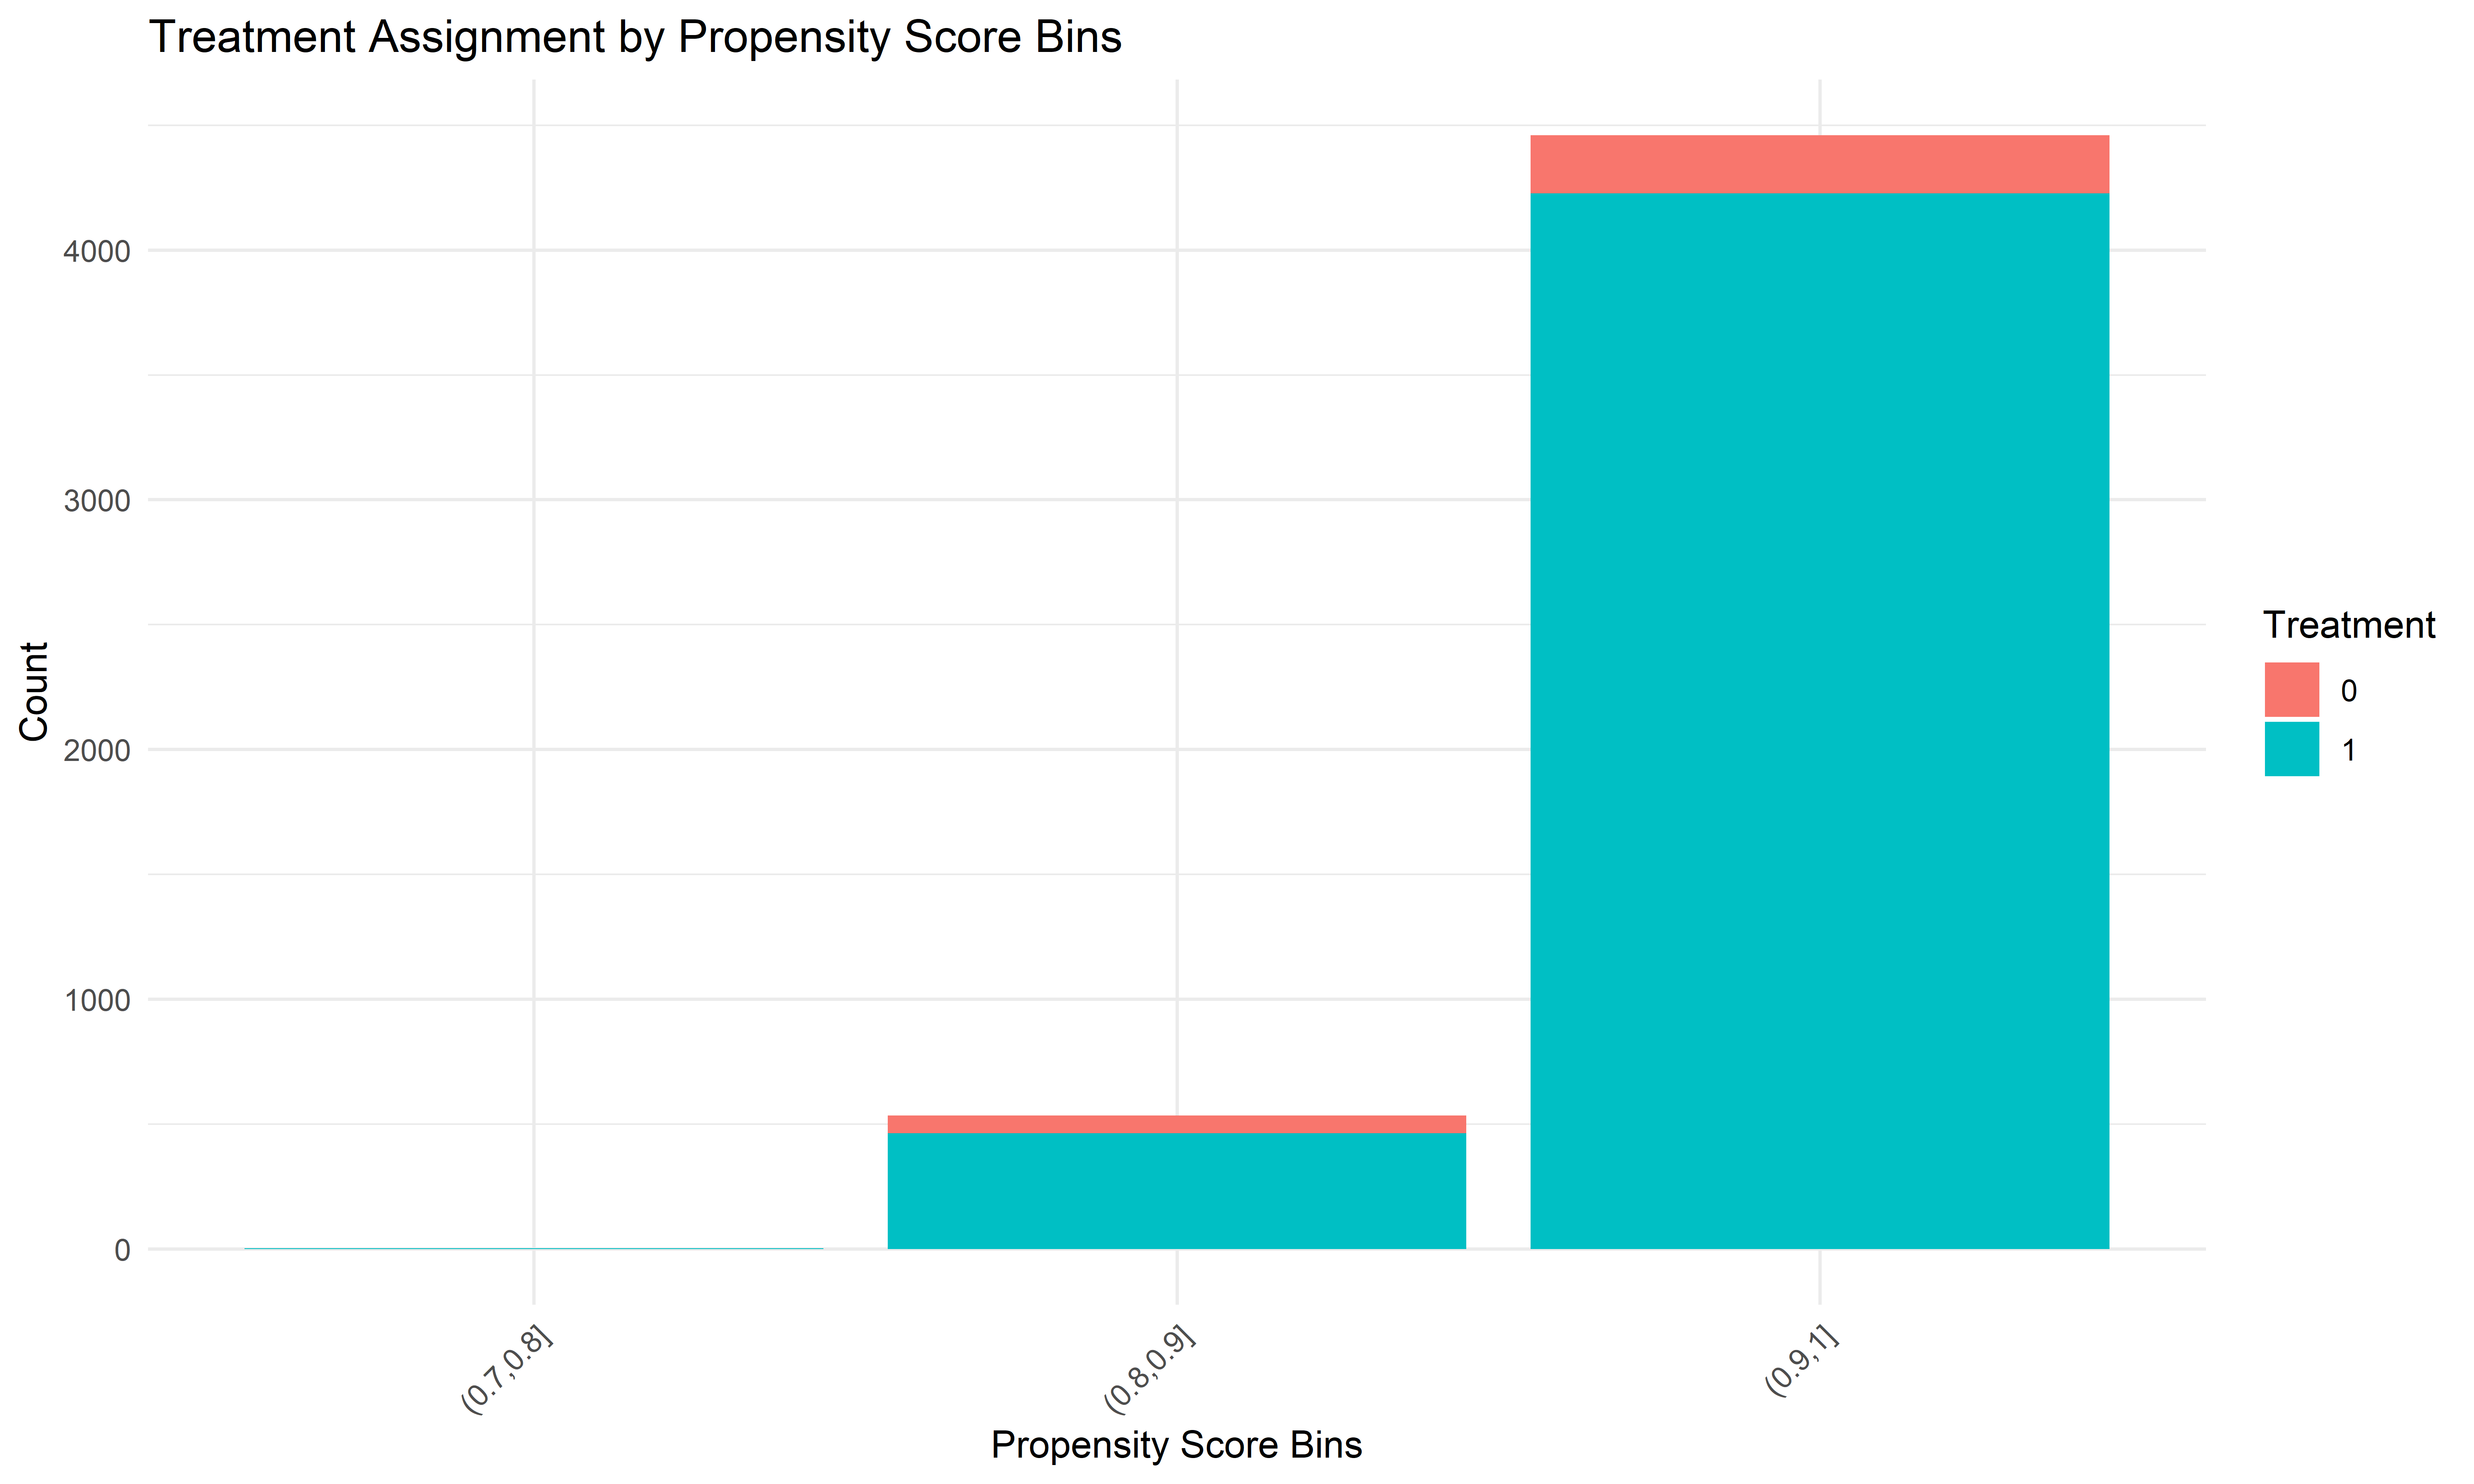 Treatment Assignment by Propensity Score Bins
Count
4000
3000
2000
1000
0
(0.7,0.8]
(0.8,0.9]
(0.9,1]
Propensity Score Bins
Treatment
0
1